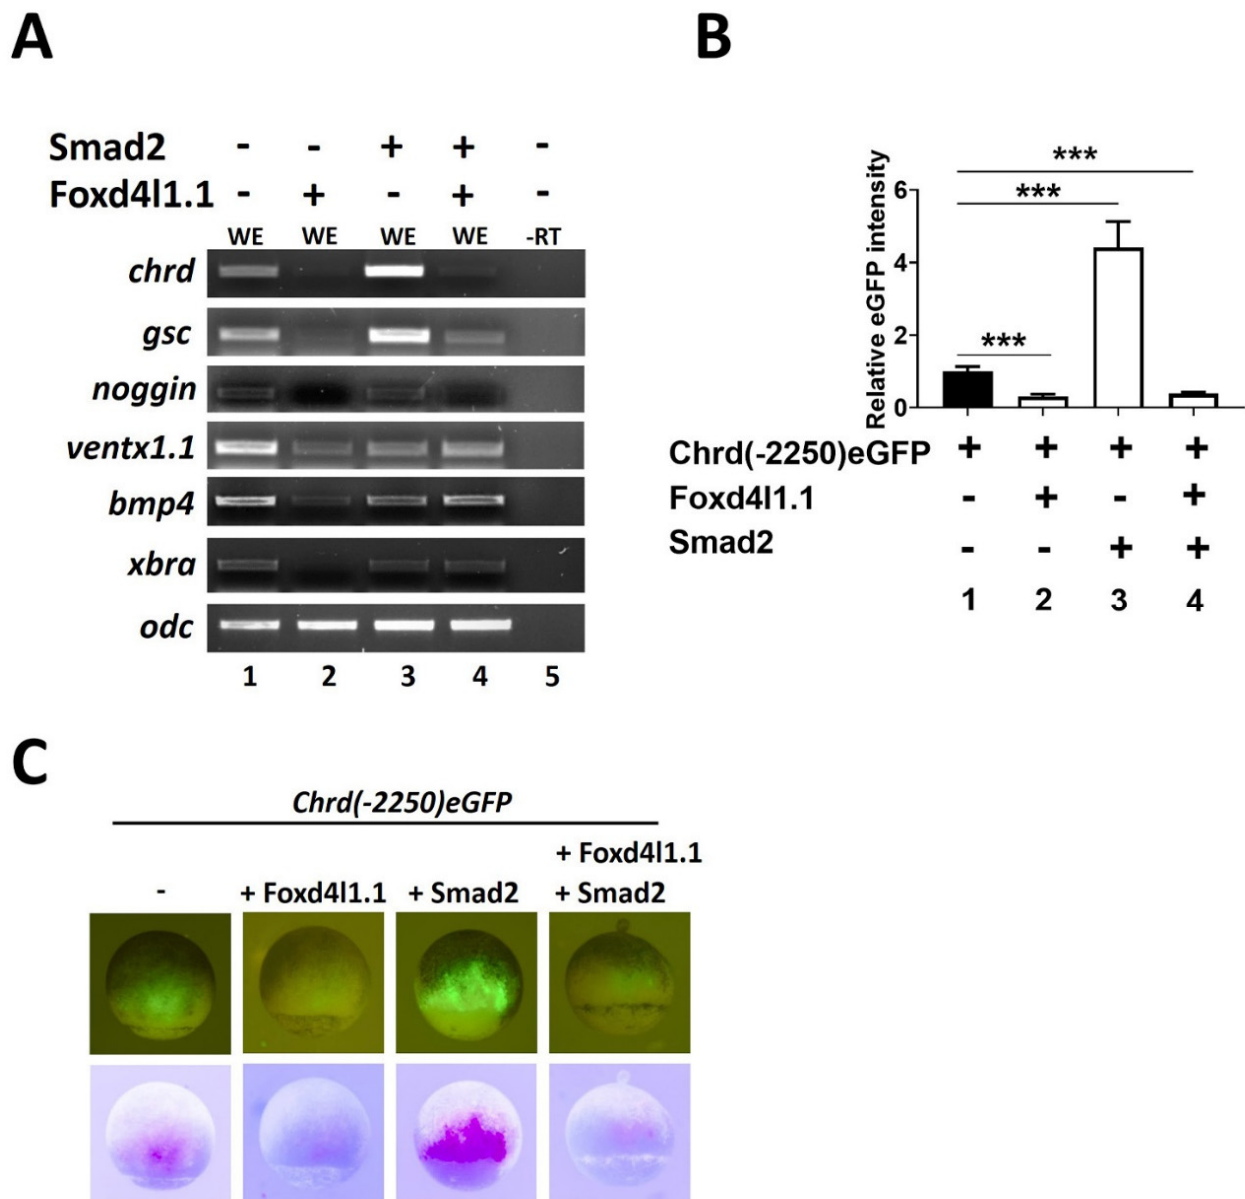 A
Smad2 - - + + -
Foxd4l1.1 - + - + -
WE WE WE WE -RT
chrd
gsc
noggin
ventx1.1
bmp4
xbra
odc
1 2 3 4 5
B
Relative eGFP intensity
6
4
2
0
***
***
***
Chrd(-2250)eGFP + + + +
Foxd4l1.1 - + - +
Smad2 - - + +
1 2 3 4
C
Chrd(-2250)eGFP
+ Foxd4l1.1
- + Foxd4l1.1 + Smad2 + Smad2